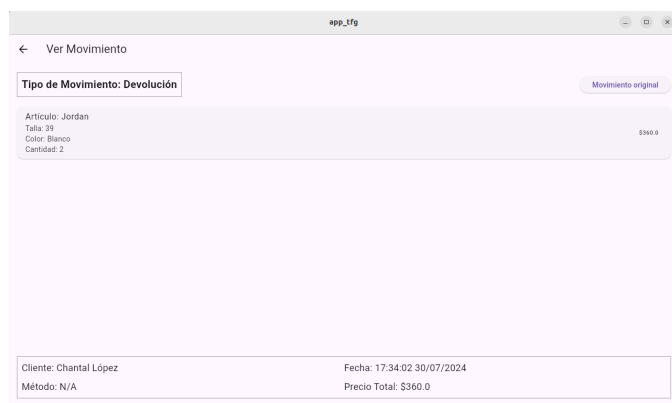 app_tfg
Ver Movimiento
Tipo de Movimiento: Devolución
Movimiento original
Artículo: Jordan
Talla: 39
Color: Blanco
Cantidad: 2
$360.0
Cliente: Chantal López
Fecha: 17:34:02 30/07/2024
Método: N/A
Precio Total: $360.0